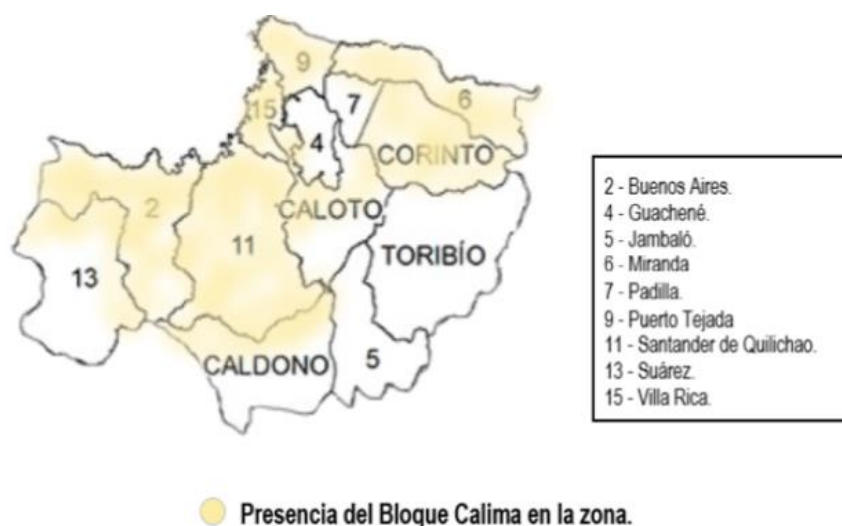 9
6
15
7
4
CORINTO
2
CALOTO
11
TORIBÍO
13
CALDONO
5
2 - Buenos Aires.
4 - Guachené.
5 - Jambaló.
6 - Miranda
7 - Padilla.
9 - Puerto Tejada
11 - Santander de Quilichao.
13 - Suárez.
15 - Villa Rica.
Presencia del Bloque Calima en la zona.